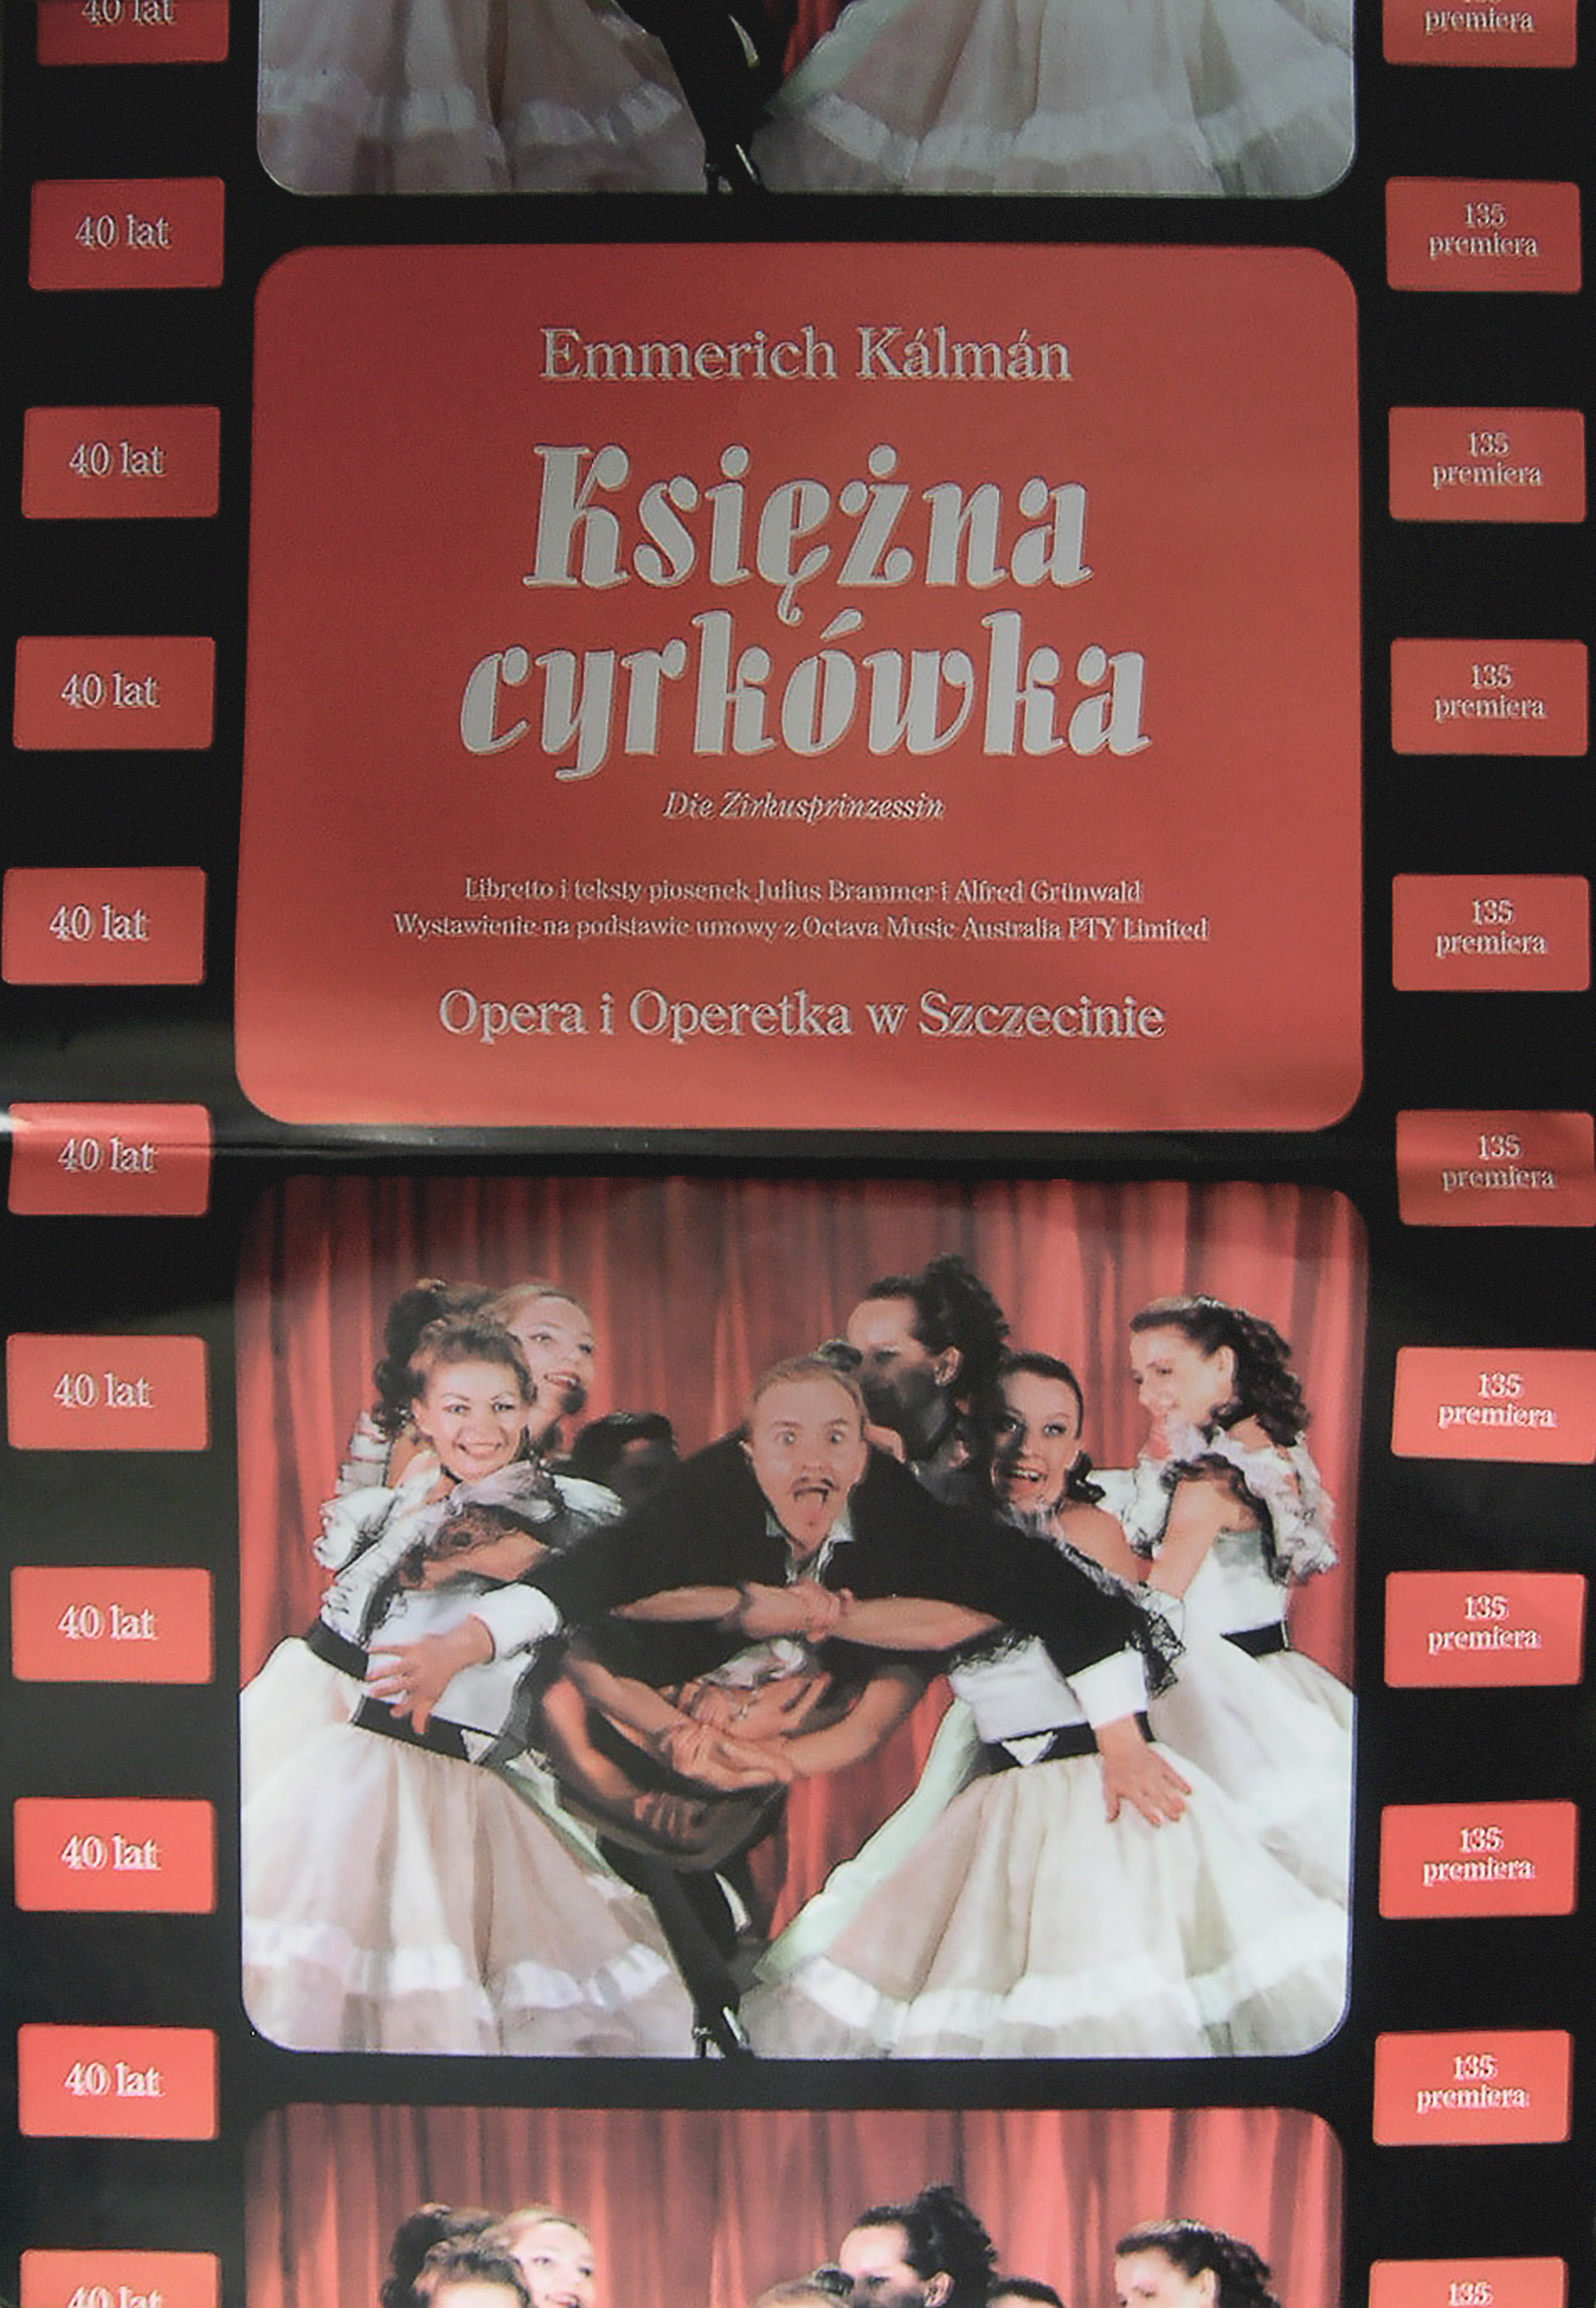 40 lat
premiera
40 lat
135
premiera
Emmerich Kálmán
40 lat
135
premiera
Księżna
cyrkówka
40 lat
135
premiera
Die Zirkusprinzessin
Libretto i teksty piosenek Julius Brammer i Alfred Grünwald
Wystawienie na podstawie umowy z Octava Music Australia PTY Limited
40 lat
135
premiera
Opera i Operetka w Szczecinie
40 lat
135
premiera
40 lat
135
premiera
40 lat
135
premiera
40 lat
135
premiera
40 lat
135
premiera
40 lat
135